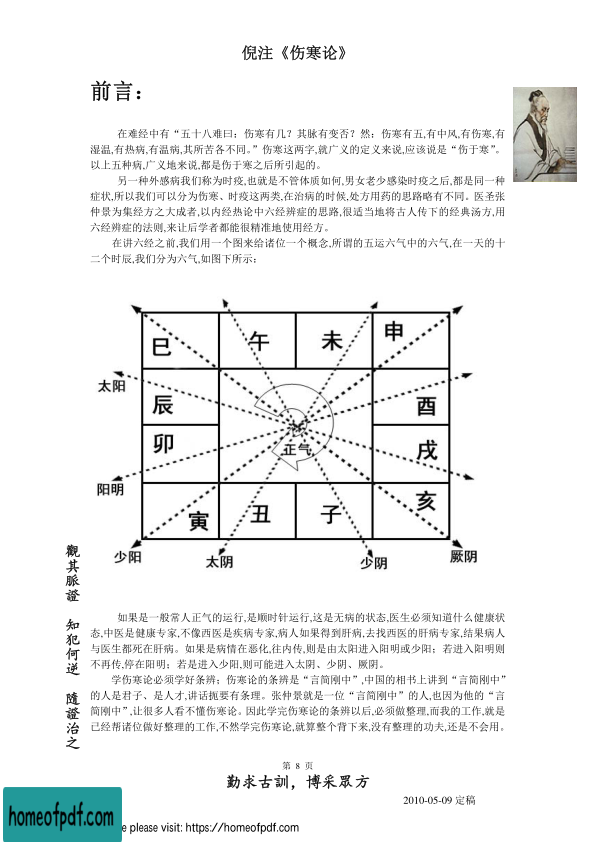 倪注《伤寒论》
前言：
在难经中有“五十八难曰：伤寒有几？其脉有变否？然：伤寒有五,有中风,有伤寒,有
湿温,有热病,有温病,其所苦各不同。”伤寒这两字,就广义的定义来说,应该说是“伤于寒”。
以上五种病,广义地来说,都是伤于寒之后所引起的。
另一种外感病我们称为时疫,也就是不管体质如何,男女老少感染时疫之后,都是同一种
症状,所以我们可以分为伤寒、时疫这两类,在治病的时候,处方用药的思路略有不同。医圣张
仲景为集经方之大成者,以内经热论中六经辨症的思路,很适当地将古人传下的经典汤方,用
六经辨症的法则,来让后学者都能很精准地使用经方。
在讲六经之前,我们用一个图来给诸位一个概念,所谓的五运六气中的六气,在一天的十
二个时辰,我们分为六气,如图下所示：
巳 午 未 申
太阳
辰 酉
卯 正气 戌
阳明
寅 丑 子 亥
少阳 太阴 少阴 厥阴
如果是一般常人正气的运行,是顺时针运行,这是无病的状态,医生必须知道什么健康状
态,中医是健康专家,不像西医是疾病专家,病人如果得到肝病,去找西医的肝病专家,结果病人
与医生都死在肝病。如果是病情在恶化,往内传,则是由太阳进入阳明或少阳；若进入阳明则
不再传,停在阳明；若是进入少阳,则可能进入太阴、少阴、厥阴。
学伤寒论必须学好条辨；伤寒论的条辨是“言简刚中”,中国的相书上讲到“言简刚中”
的人是君子、是人才,讲话扼要有条理。张仲景就是一位“言简刚中”的人,也因为他的“言
简刚中”,让很多人看不懂伤寒论。因此学完伤寒论的条辨以后,必须做整理,而我的工作,就是
已经帮诸位做好整理的工作,不然学完伤寒论,就算整个背下来,没有整理的功夫,还是不会用。
觀其脈證 知犯何逆 隨證治之
第 8 页
勤求古訓，博采眾方
2010-05-09 定稿
homeofpdf.com
e please visit: https://homeofpdf.com